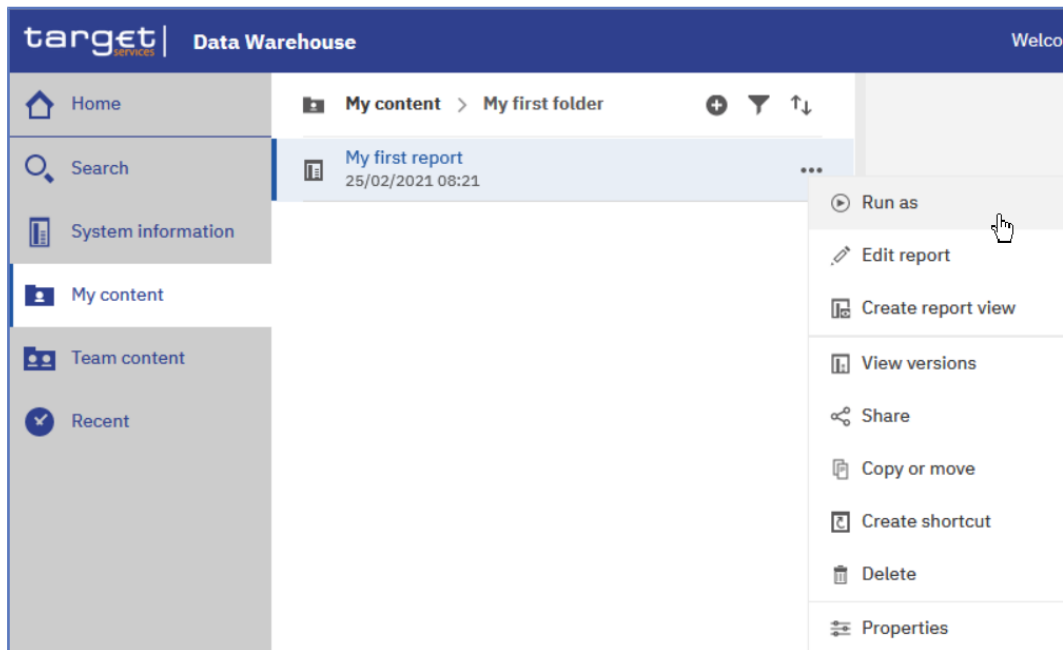 target services
Data Warehouse
Welco
Home
Search
System information
My content
Team content
Recent
My content > My first folder
My first report
25/02/2021 08:21
Run as
Edit report
Create report view
View versions
Share
Copy or move
Create shortcut
Delete
Properties